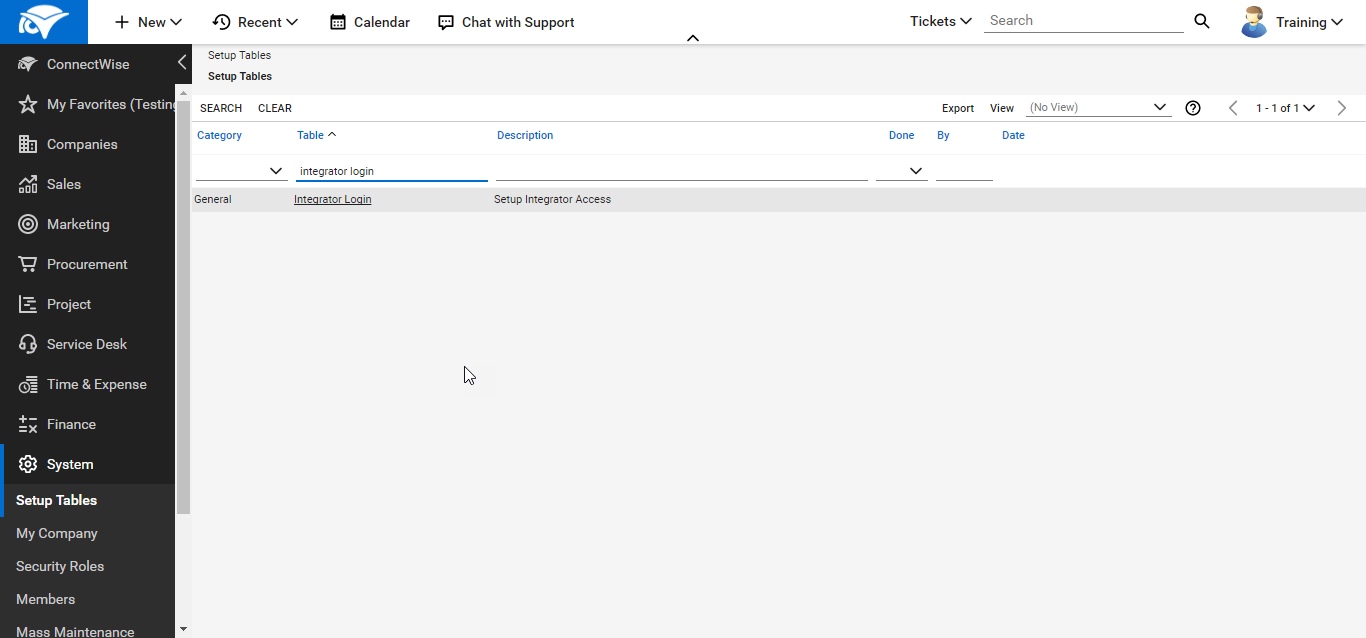 New Recent Calendar Chat with Support Tickets Search Training
ConnectWise
My Favorites (Testing
Companies
Sales
Marketing
Procurement
Project
Service Desk
Time & Expense
Finance
System
Setup Tables
My Company
Security Roles
Members
Mass Maintenance
Setup Tables
Setup Tables
SEARCH CLEAR Export View (No View) 1 - 1 of 1
Category Table Description Done By Date
integrator login
General Integrator Login Setup Integrator Access